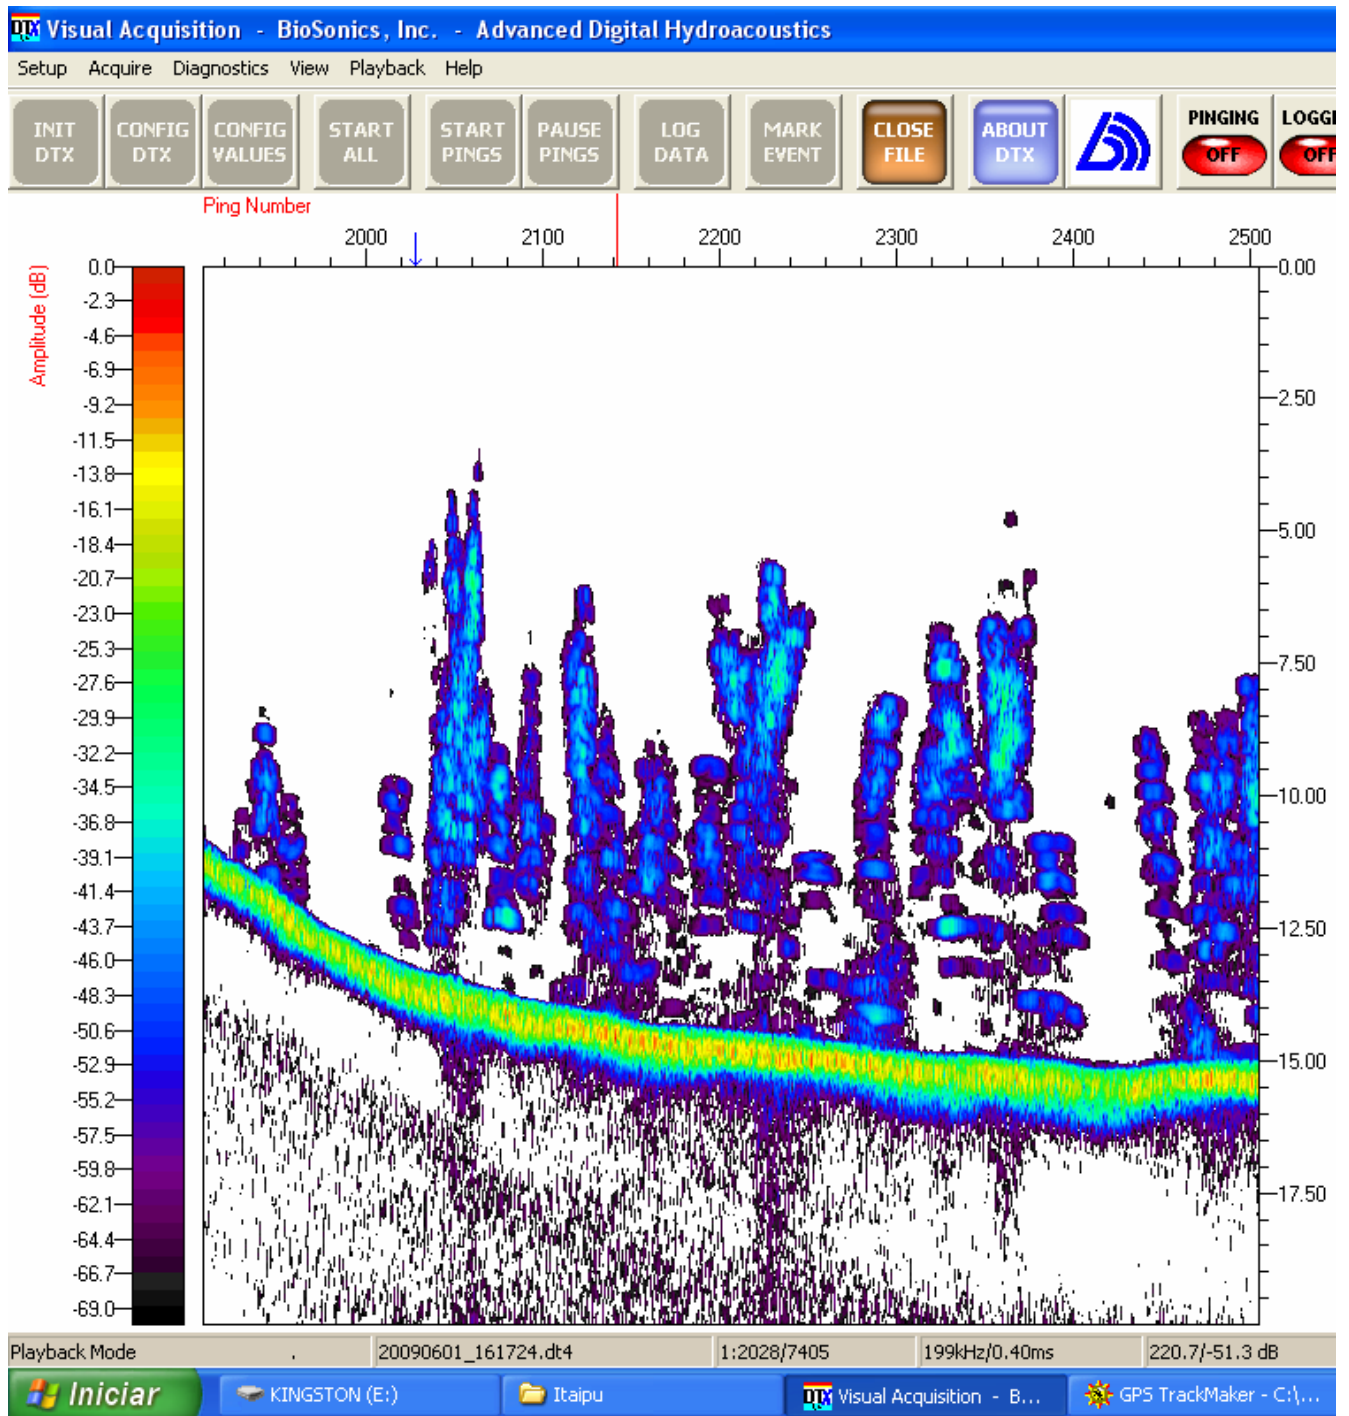 DTX Visual Acquisition - BioSonics, Inc. - Advanced Digital Hydroacoustics
Setup Acquire Diagnostics View Playback Help
INIT DTX
CONFIG DTX
CONFIG VALUES
START ALL
START PINGS
PAUSE PINGS
LOG DATA
MARK EVENT
CLOSE FILE
ABOUT DTX
PINGING
OFF
LOGGI
OFF
Ping Number
2000 2100 2200 2300 2400 2500
Amplitude (dB)
0.0
-2.3
-4.6
-6.9
-9.2
-11.5
-13.8
-16.1
-18.4
-20.7
-23.0
-25.3
-27.6
-29.9
-32.2
-34.5
-36.8
-39.1
-41.4
-43.7
-46.0
-48.3
-50.6
-52.9
-55.2
-57.5
-59.8
-62.1
-64.4
-66.7
-69.0
0.00
2.50
5.00
7.50
10.00
12.50
15.00
17.50
Playback Mode . 20090601_161724.dt4 1:2028/7405 199kHz/0.40ms 220.7/-51.3 dB
Iniciar KINGSTON (E:) Itaipu DTX Visual Acquisition - B... GPS TrackMaker - C:\...